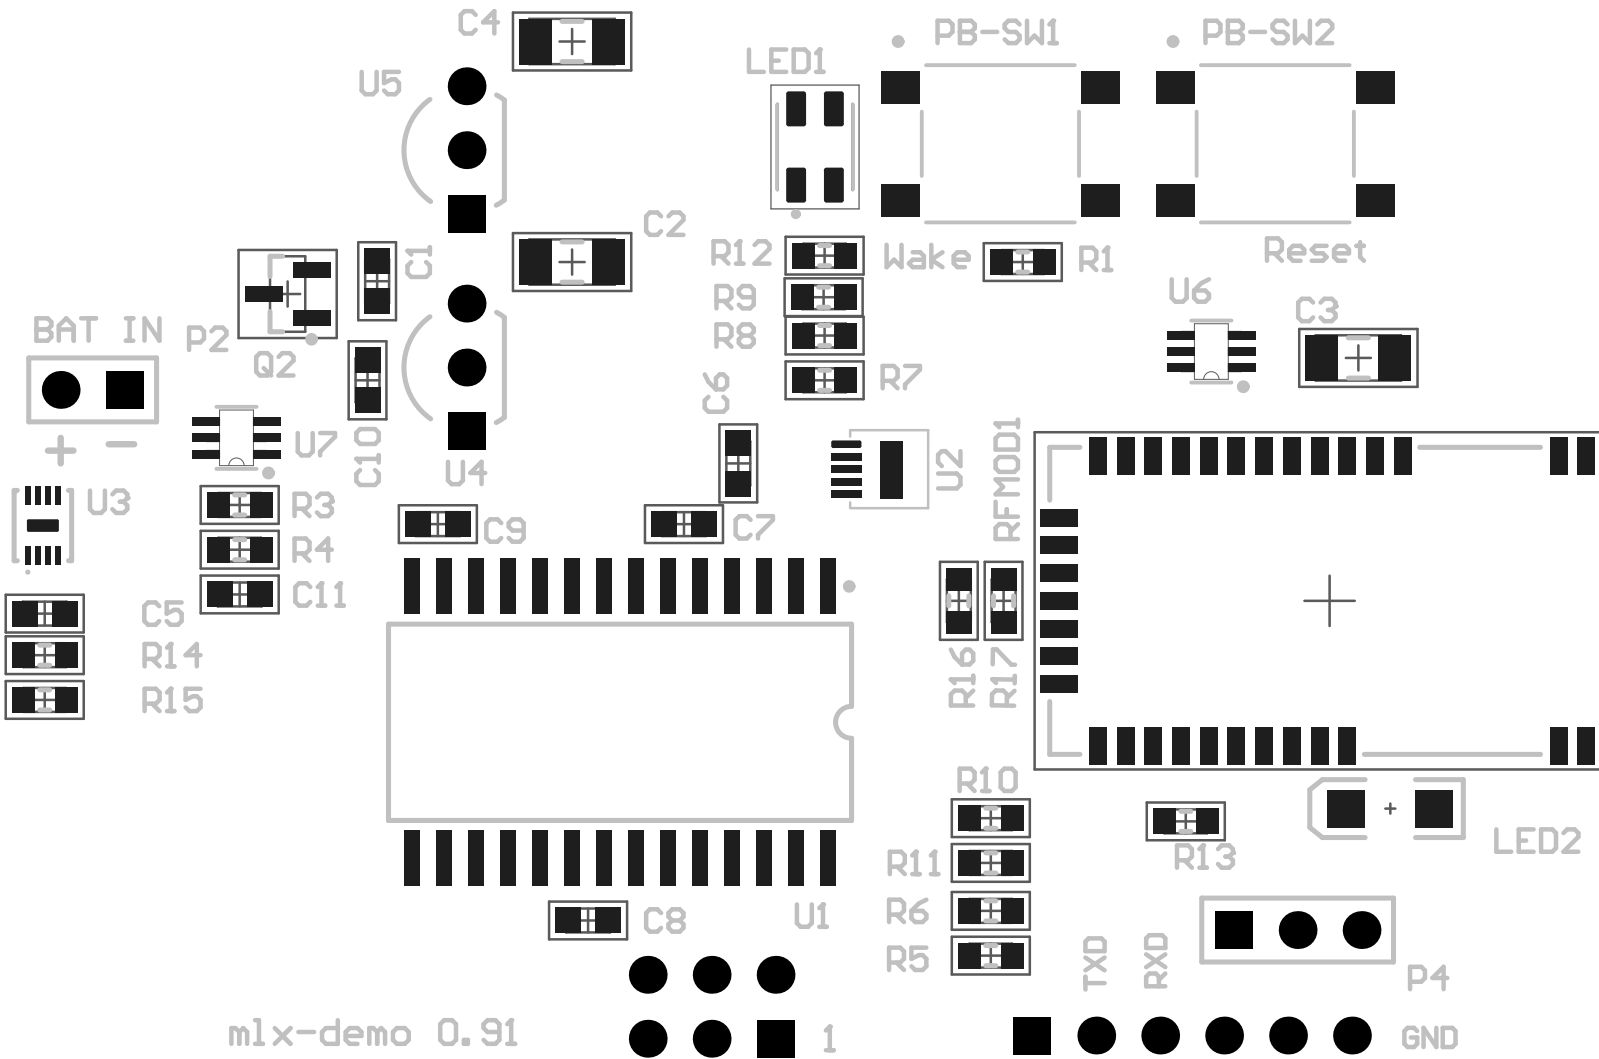 C4
PB-SW1
PB-SW2
LED1
U5
C2
C1
R12
Wake
R1
Reset
R9
U6
C3
BAT IN
P2
R8
Q2
R7
C6
U7
C10
U4
U2
RFMOD1
+ -
U3
R3
C9
C7
R4
C11
C5
R14
R16
R17
R15
R10
R13
LED2
R11
C8
U1
R6
R5
TXD
RXD
P4
mlx-demo 0.91
1
GND